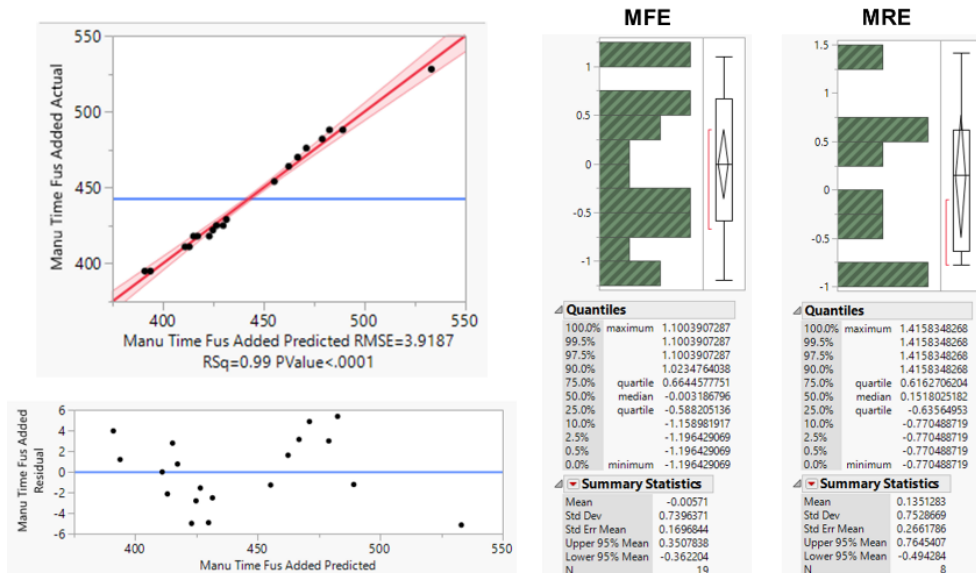 550
500
450
400
Manu Time Fus Added Actual
400 450 500 550
Manu Time Fus Added Predicted RMSE=3.9187
RSq=0.99 PValue<.0001
6
4
2
0
-2
-4
-6
Manu Time Fus Added
Residual
400 450 500 550
Manu Time Fus Added Predicted
MFE
1
0.5
0
-0.5
-1
Quantiles
100.0% maximum 1.1003907287
99.5% 1.1003907287
97.5% 1.1003907287
90.0% 1.0234764038
75.0% quartile 0.6644577751
50.0% median -0.003186796
25.0% quartile -0.588205136
10.0% -1.158981917
2.5% -1.196429069
0.5% -1.196429069
0.0% minimum -1.196429069
Summary Statistics
Mean -0.00571
Std Dev 0.7396371
Std Err Mean 0.1696844
Upper 95% Mean 0.3507838
Lower 95% Mean -0.362204
N 19
MRE
1.5
1
0.5
0
-0.5
-1
Quantiles
100.0% maximum 1.4158348268
99.5% 1.4158348268
97.5% 1.4158348268
90.0% 1.4158348268
75.0% quartile 0.6162706204
50.0% median 0.1518025182
25.0% quartile -0.63564953
10.0% -0.770488719
2.5% -0.770488719
0.5% -0.770488719
0.0% minimum -0.770488719
Summary Statistics
Mean 0.1351283
Std Dev 0.7528669
Std Err Mean 0.2661786
Upper 95% Mean 0.7645407
Lower 95% Mean -0.494284
N 8